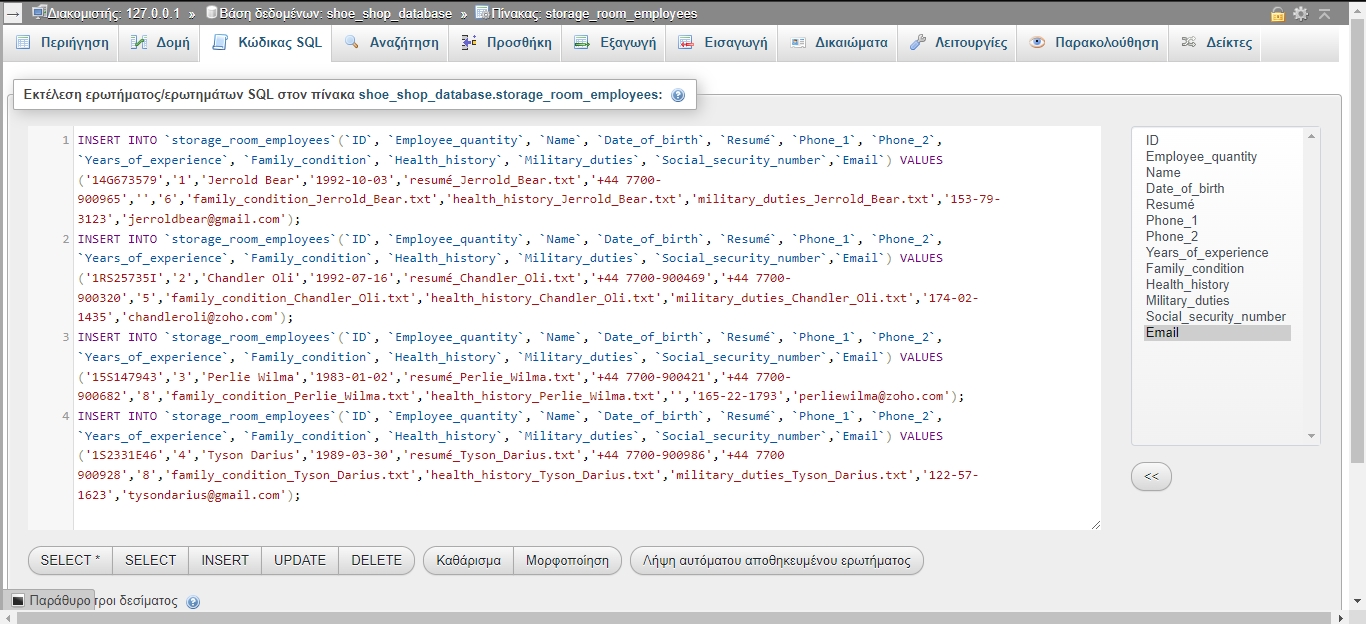 Διακομιστής: 127.0.0.1 » Βάση δεδομένων: shoe_shop_database » Πίνακας: storage_room_employees
Περιήγηση Δομή Κώδικας SQL Αναζήτηση Προσθήκη Εξαγωγή Εισαγωγή Δικαιώματα Λειτουργίες Παρακολούθηση Δείκτες
Εκτέλεση ερωτήματος/ερωτημάτων SQL στον πίνακα shoe_shop_database.storage_room_employees:
1 INSERT INTO `storage_room_employees`(`ID`, `Employee_quantity`, `Name`, `Date_of_birth`, `Resumé`, `Phone_1`, `Phone_2`,
`Years_of_experience`, `Family_condition`, `Health_history`, `Military_duties`, `Social_security_number`,`Email`) VALUES
('14G673579','1','Jerrold Bear','1992-10-03','resumé_Jerrold_Bear.txt','+44 7700-
900965','','6','family_condition_Jerrold_Bear.txt','health_history_Jerrold_Bear.txt','military_duties_Jerrold_Bear.txt','153-79-
3123','jerroldbear@gmail.com');
2 INSERT INTO `storage_room_employees`(`ID`, `Employee_quantity`, `Name`, `Date_of_birth`, `Resumé`, `Phone_1`, `Phone_2`,
`Years_of_experience`, `Family_condition`, `Health_history`, `Military_duties`, `Social_security_number`,`Email`) VALUES
('1RS25735I','2','Chandler Oli','1992-07-16','resumé_Chandler_Oli.txt','+44 7700-900469','+44 7700-
900320','5','family_condition_Chandler_Oli.txt','health_history_Chandler_Oli.txt','military_duties_Chandler_Oli.txt','174-02-
1435','chandleroli@zoho.com');
3 INSERT INTO `storage_room_employees`(`ID`, `Employee_quantity`, `Name`, `Date_of_birth`, `Resumé`, `Phone_1`, `Phone_2`,
`Years_of_experience`, `Family_condition`, `Health_history`, `Military_duties`, `Social_security_number`,`Email`) VALUES
('15S147943','3','Perlie Wilma','1983-01-02','resumé_Perlie_Wilma.txt','+44 7700-900421','+44 7700-
900682','8','family_condition_Perlie_Wilma.txt','health_history_Perlie_Wilma.txt','','165-22-1793','perliewilma@zoho.com');
4 INSERT INTO `storage_room_employees`(`ID`, `Employee_quantity`, `Name`, `Date_of_birth`, `Resumé`, `Phone_1`, `Phone_2`,
`Years_of_experience`, `Family_condition`, `Health_history`, `Military_duties`, `Social_security_number`,`Email`) VALUES
('1S2331E46','4','Tyson Darius','1989-03-30','resumé_Tyson_Darius.txt','+44 7700-900986','+44 7700
900928','8','family_condition_Tyson_Darius.txt','health_history_Tyson_Darius.txt','military_duties_Tyson_Darius.txt','122-57-
1623','tysondarius@gmail.com');
ID
Employee_quantity
Name
Date_of_birth
Resumé
Phone_1
Phone_2
Years_of_experience
Family_condition
Health_history
Military_duties
Social_security_number
Email
<<
SELECT * SELECT INSERT UPDATE DELETE Καθάρισμα Μορφοποίηση Λήψη αυτόματου αποθηκευμένου ερωτήματος
Παράθυρο τροι δεσίματος